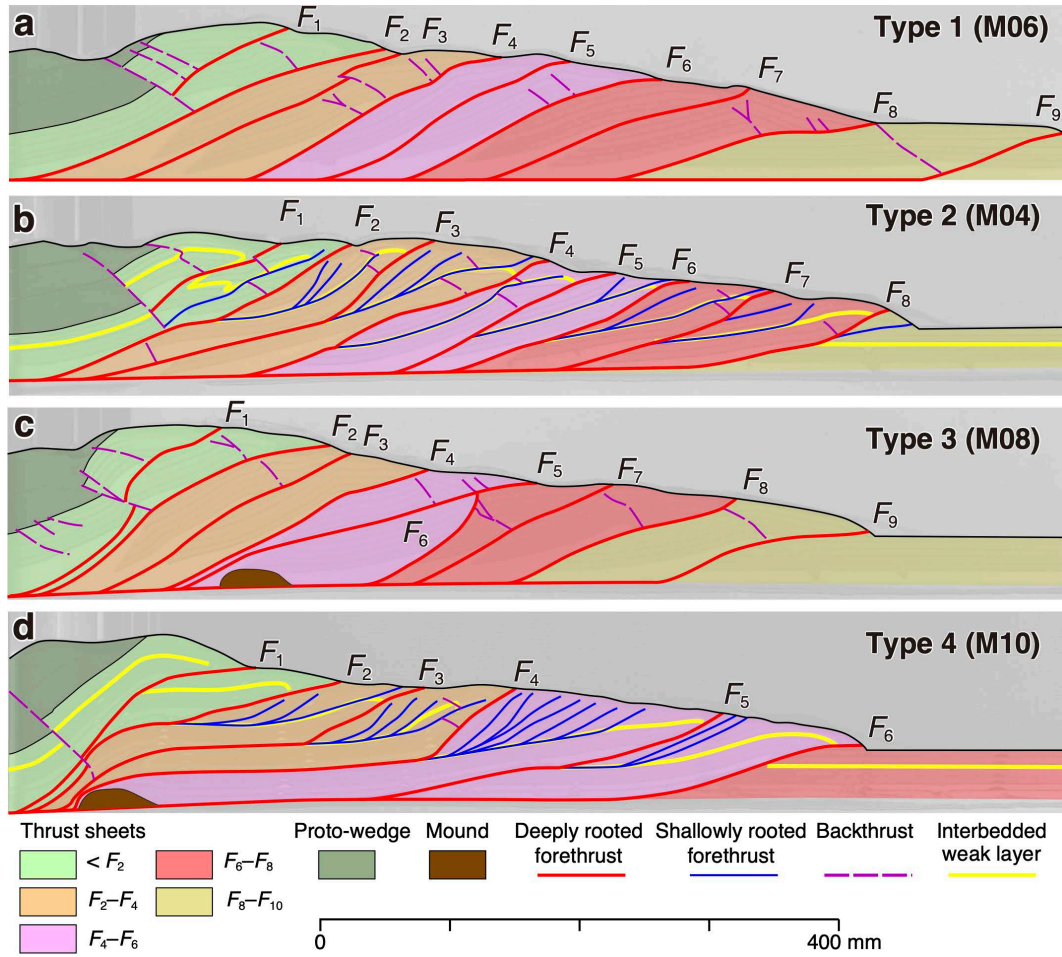 a
Type 1 (M06)
F1
F2
F3
F4
F5
F6
F7
F8
F9
b
Type 2 (M04)
F1
F2
F3
F4
F5
F6
F7
F8
c
Type 3 (M08)
F1
F2
F3
F4
F5
F6
F7
F8
F9
d
Type 4 (M10)
F1
F2
F3
F4
F5
F6
Thrust sheets
< F2
F2–F4
F4–F6
F6–F8
F8–F10
Proto-wedge
Mound
Deeply rooted
forethrust
Shallowly rooted
forethrust
Backthrust
Interbedded
weak layer
0
400 mm